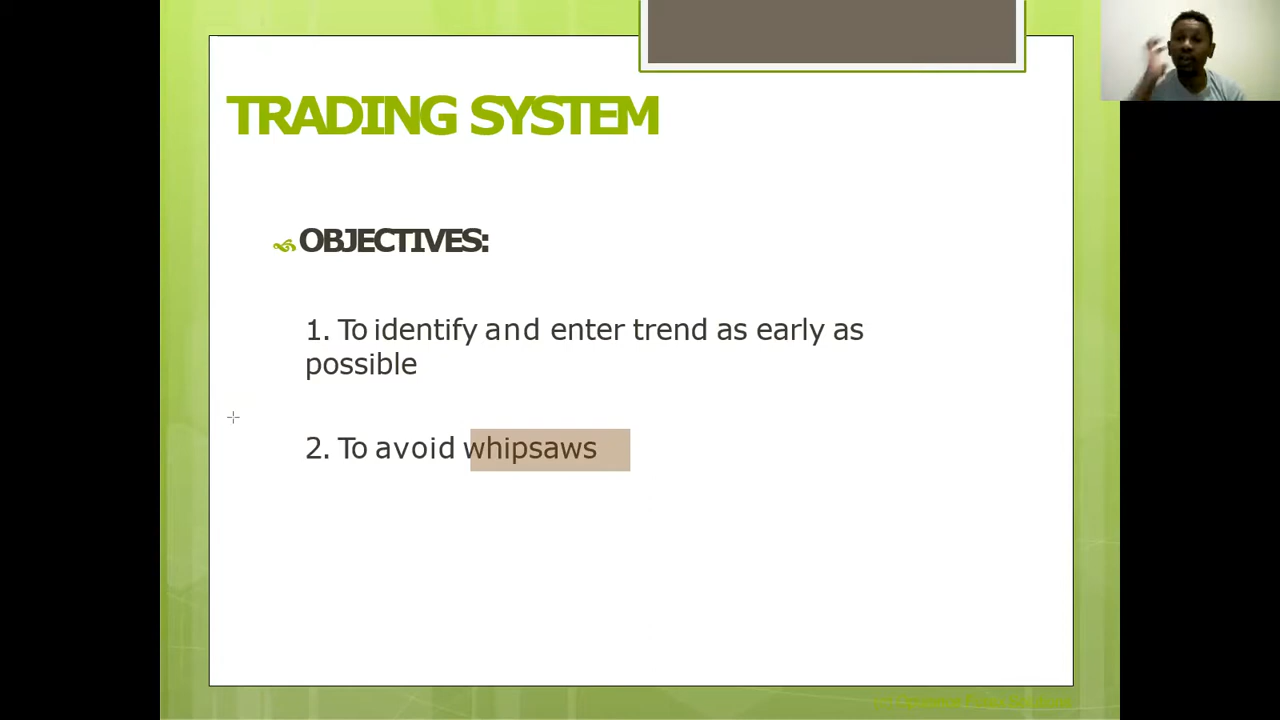 TRADING SYSTEM
OBJECTIVES:
1. To identify and enter trend as early as
possible
2. To avoid whipsaws